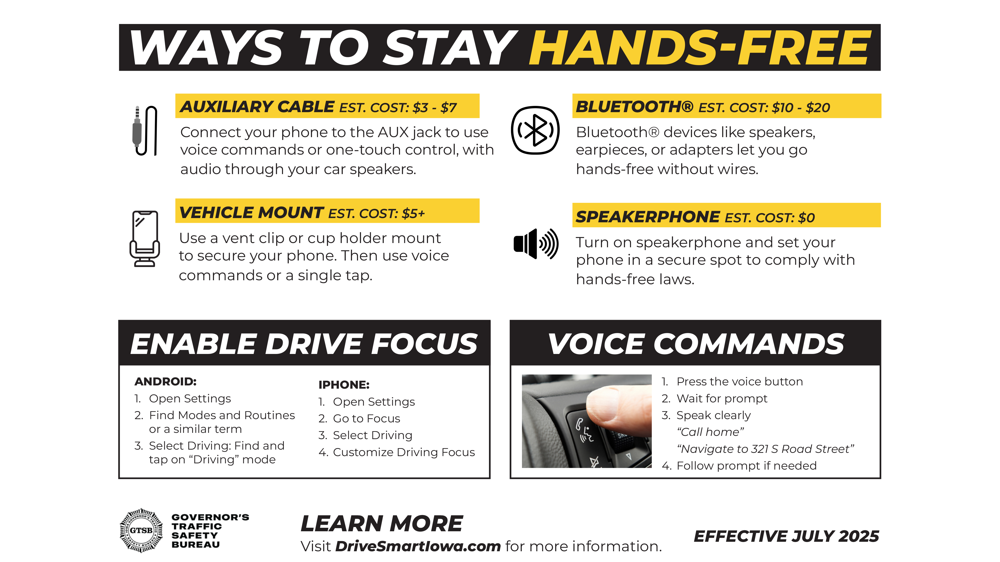 WAYS TO STAY HANDS-FREE
AUXILIARY CABLE EST. COST: $3 - $7
Connect your phone to the AUX jack to use
voice commands or one-touch control, with
audio through your car speakers.
BLUETOOTH® EST. COST: $10 - $20
Bluetooth® devices like speakers,
earpieces, or adapters let you go
hands-free without wires.
VEHICLE MOUNT EST. COST: $5+
Use a vent clip or cup holder mount
to secure your phone. Then use voice
commands or a single tap.
SPEAKERPHONE EST. COST: $0
Turn on speakerphone and set your
phone in a secure spot to comply with
hands-free laws.
ENABLE DRIVE FOCUS
ANDROID:
1. Open Settings
2. Find Modes and Routines
or a similar term
3. Select Driving: Find and
tap on “Driving” mode
IPHONE:
1. Open Settings
2. Go to Focus
3. Select Driving
4. Customize Driving Focus
VOICE COMMANDS
1. Press the voice button
2. Wait for prompt
3. Speak clearly
“Call home”
“Navigate to 321 S Road Street”
4. Follow prompt if needed
IOWA GOVERNOR'S TRAFFIC
SAFETY BUREAU
GTSB
GOVERNOR'S
TRAFFIC
SAFETY
BUREAU
LEARN MORE
Visit DriveSmartIowa.com for more information.
EFFECTIVE JULY 2025